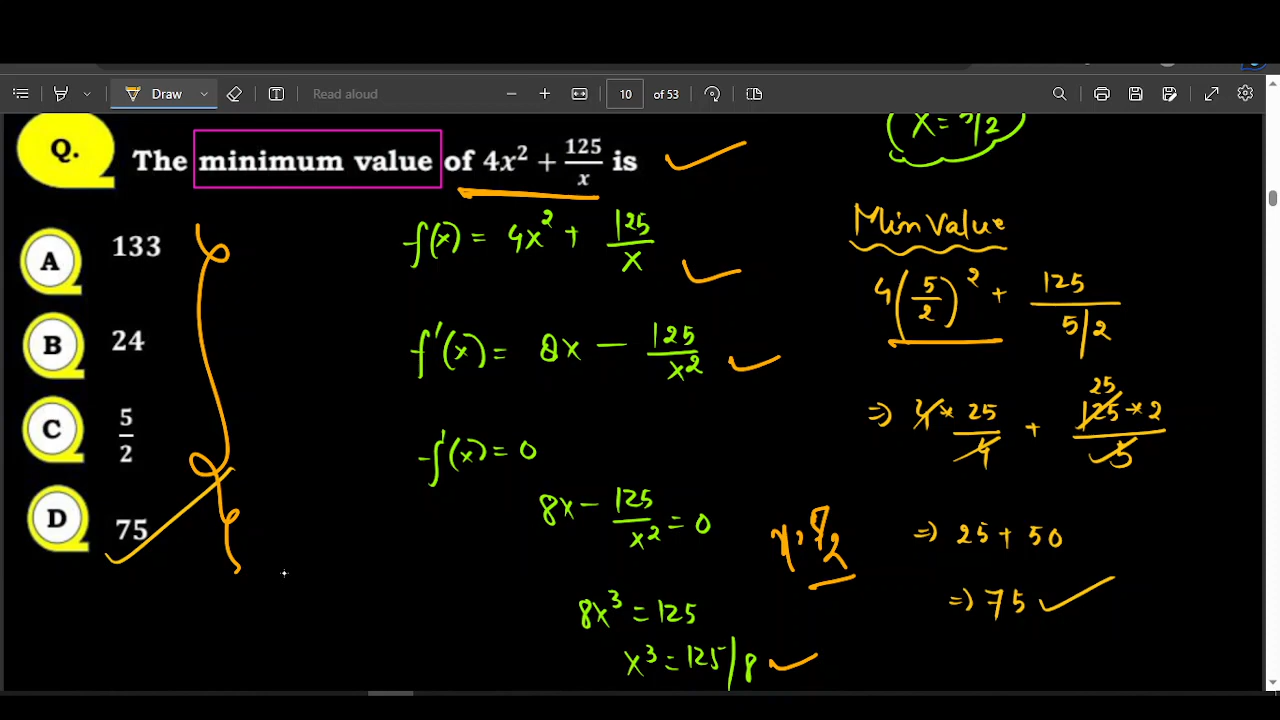 Draw
Read aloud
10 of 53
Q. The minimum value of 4x² + 125/x is
A 133
B 24
C 5/2
D 75
f(x) = 4x² + 125/x
f'(x) = 8x − 125/x²
f'(x) = 0
8x − 125/x² = 0
8x³ = 125
x³ = 125/8
x = 5/2
Min Value
4(5/2)² + 125/5/2
⇒ 4 * 25/4 + 125 * 2/5
25
⇒ 25 + 50
⇒ 75